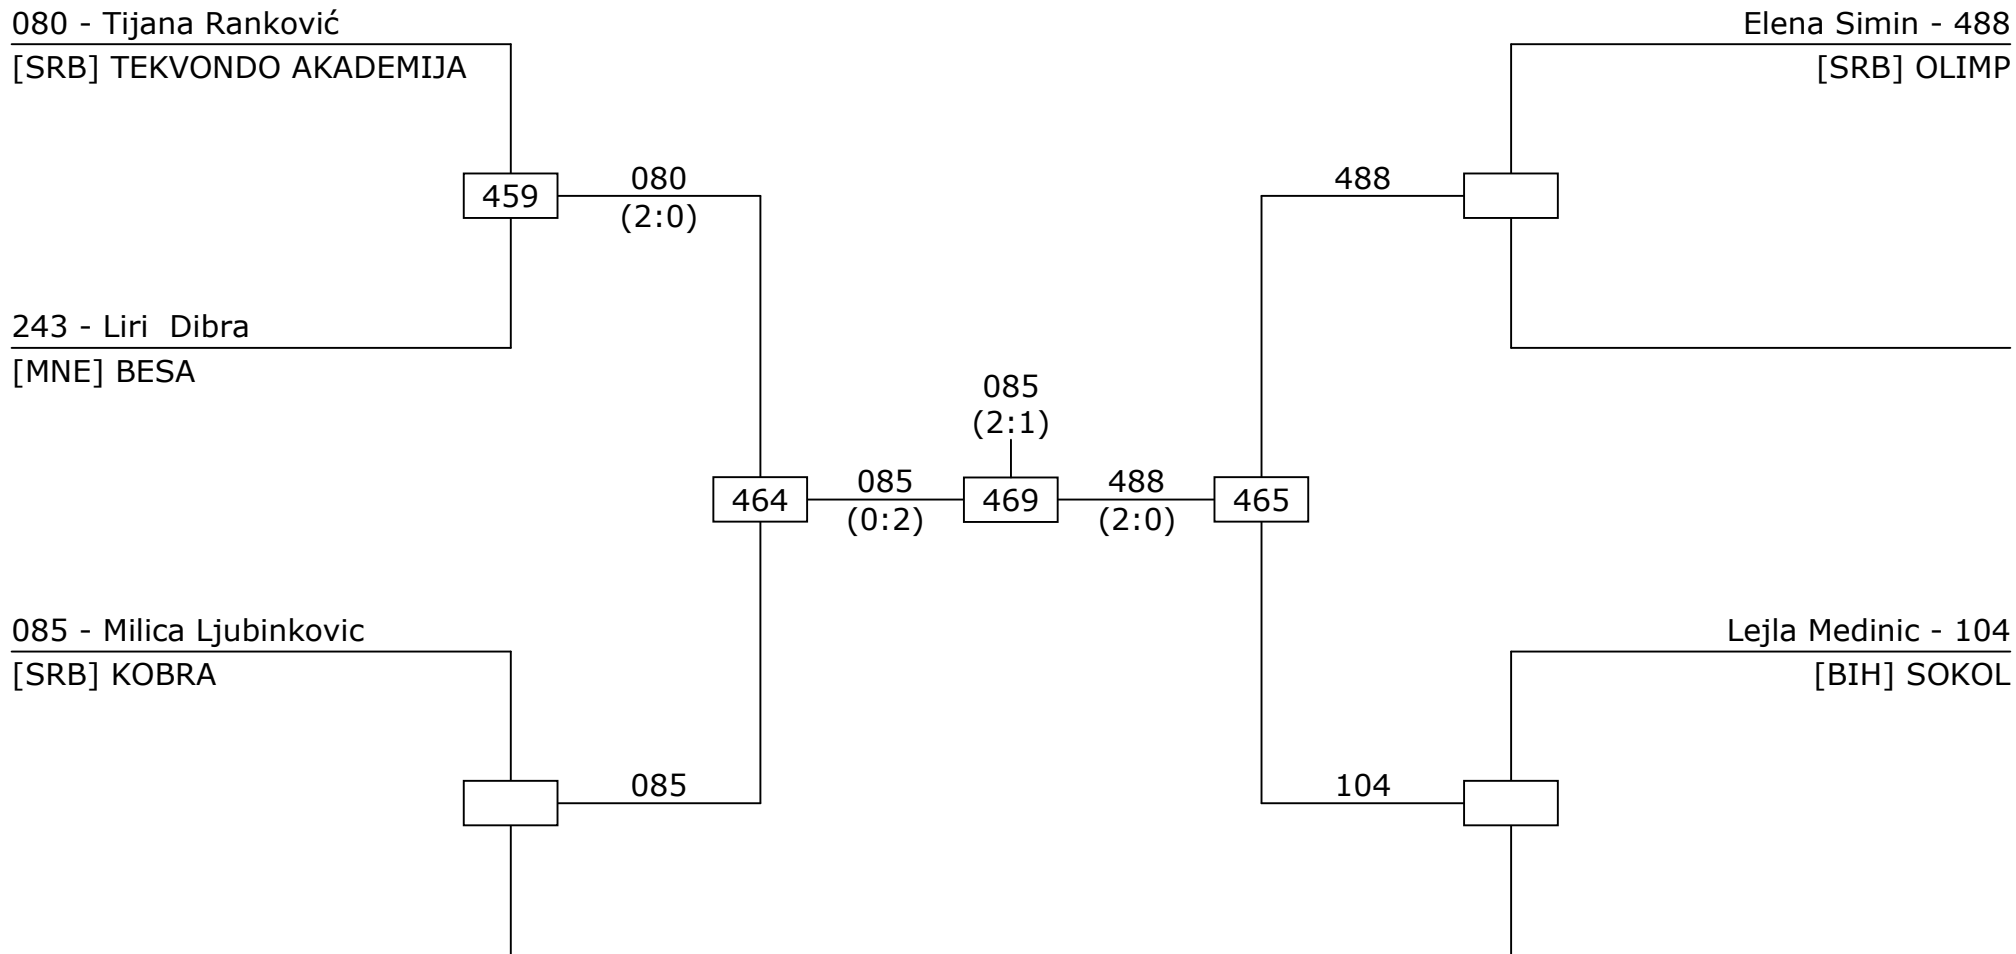 080 - Tijana Ranković
[SRB] TEKVONDO AKADEMIJA
Elena Simin - 488
[SRB] OLIMP
459
080
(2:0)
488
243 - Liri  Dibra
[MNE] BESA
085
(2:1)
464
085
(0:2)
469
488
(2:0)
465
085 - Milica Ljubinkovic
[SRB] KOBRA
Lejla Medinic - 104
[BIH] SOKOL
085
104